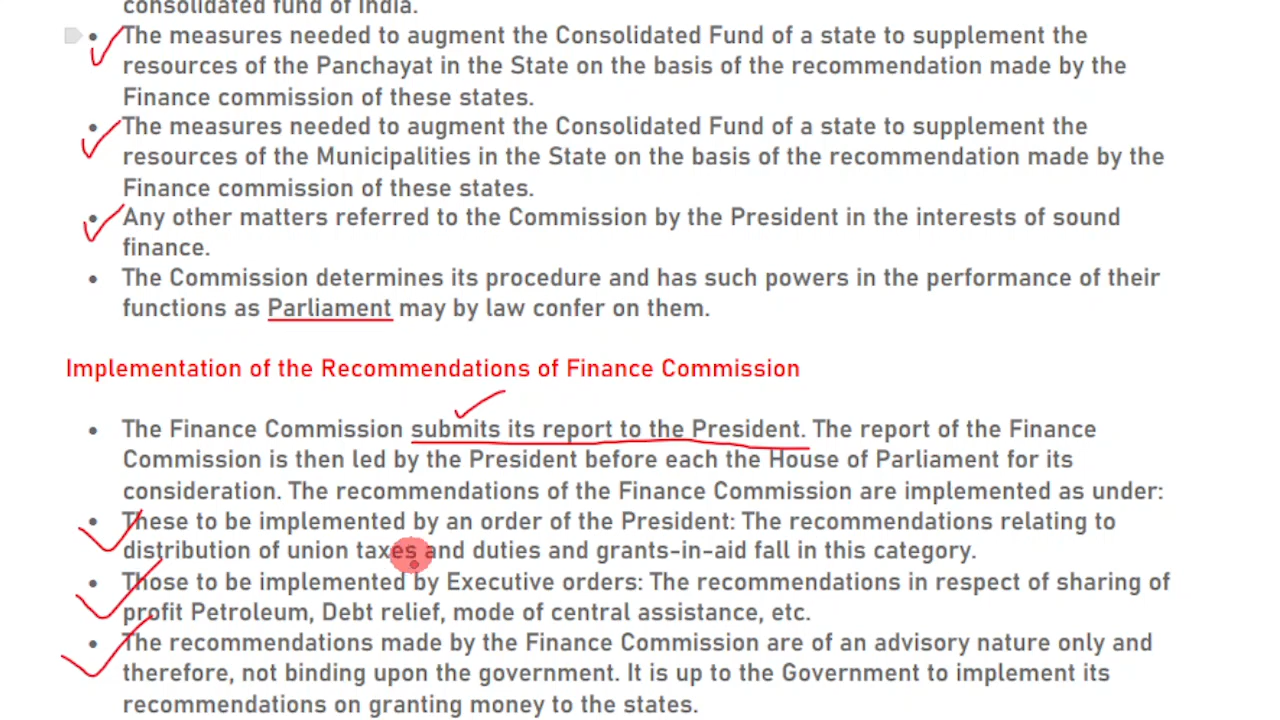 consolidated fund of India.
• The measures needed to augment the Consolidated Fund of a state to supplement the
resources of the Panchayat in the State on the basis of the recommendation made by the
Finance commission of these states.
• The measures needed to augment the Consolidated Fund of a state to supplement the
resources of the Municipalities in the State on the basis of the recommendation made by the
Finance commission of these states.
• Any other matters referred to the Commission by the President in the interests of sound
finance.
• The Commission determines its procedure and has such powers in the performance of their
functions as Parliament may by law confer on them.
Implementation of the Recommendations of Finance Commission
• The Finance Commission submits its report to the President. The report of the Finance
Commission is then led by the President before each the House of Parliament for its
consideration. The recommendations of the Finance Commission are implemented as under:
• These to be implemented by an order of the President: The recommendations relating to
distribution of union taxes and duties and grants-in-aid fall in this category.
• Those to be implemented by Executive orders: The recommendations in respect of sharing of
profit Petroleum, Debt relief, mode of central assistance, etc.
• The recommendations made by the Finance Commission are of an advisory nature only and
therefore, not binding upon the government. It is up to the Government to implement its
recommendations on granting money to the states.